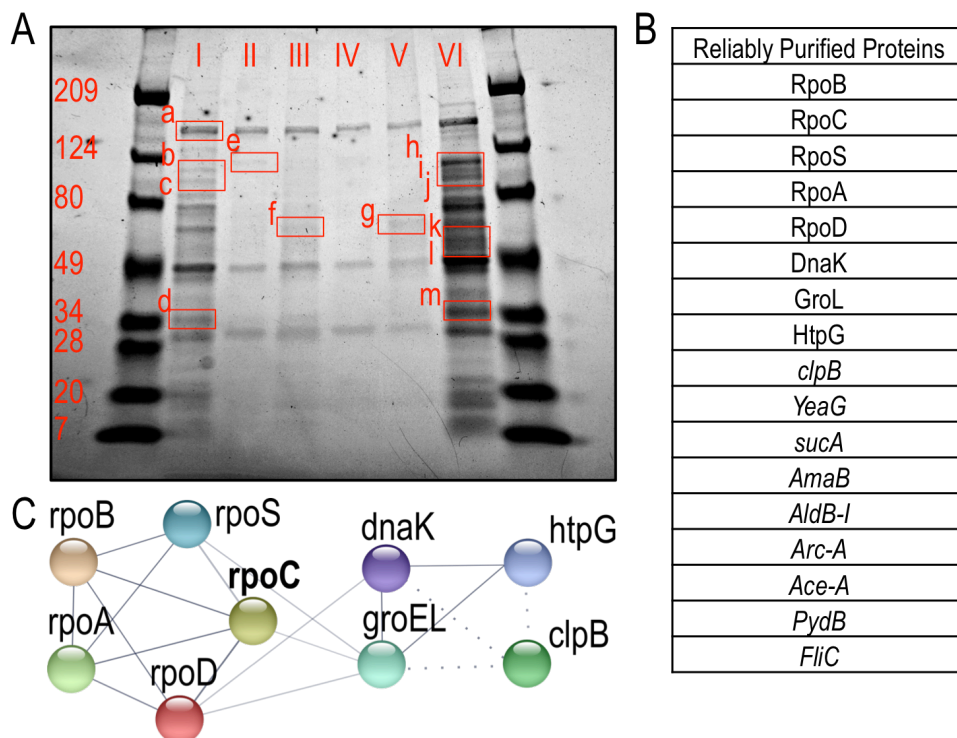 A
B
I II III IV V VI
209
124
80
49
34
28
20
7
a
b
c
d
e
f
g
h
i
j
k
l
m
Reliably Purified Proteins
RpoB
RpoC
RpoS
RpoA
RpoD
DnaK
GroL
HtpG
clpB
YeaG
sucA
AmaB
AldB-I
Arc-A
Ace-A
PydB
FliC
C
rpoB
rpoS
rpoC
rpoA
rpoD
dnaK
htpG
groEL
clpB